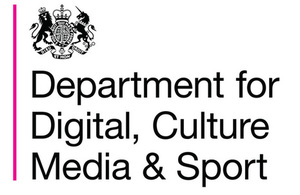 Department for
Digital, Culture
Media & Sport